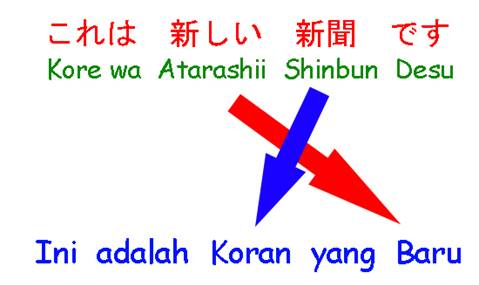 これは 新しい 新聞 です
Kore wa Atarashii Shinbun Desu
Ini adalah Koran yang Baru